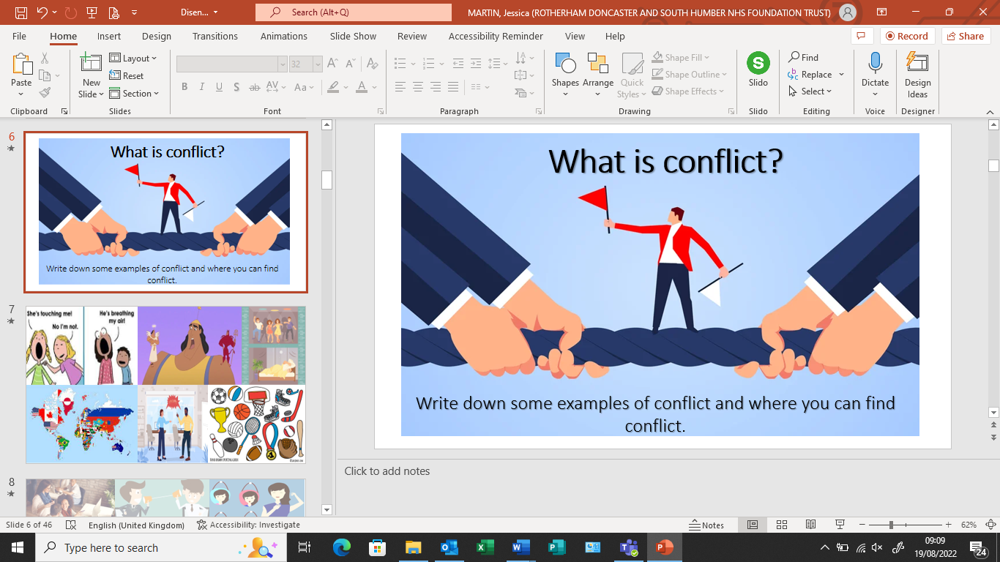 Disen...
Search (Alt+Q)
MARTIN, Jessica (ROTHERHAM DONCASTER AND SOUTH HUMBER NHS FOUNDATION TRUST)
File Home Insert Design Transitions Animations Slide Show Review Accessibility Reminder View Help
Record
Share
Paste
Clipboard
New
Slide
Layout
Reset
Section
Slides
32
B I U S ab AV Aa A
Font
Paragraph
Shapes
Arrange
Quick
Styles
Shape Fill
Shape Outline
Shape Effects
Drawing
S
Slido
Slido
Find
Replace
Select
Editing
Dictate
Voice
Design
Ideas
Designer
6
What is conflict?
Write down some examples of conflict and where you can find
conflict.
7
She's touching me!
No I'm not.
He's breathing
my air!
8
What is conflict?
Write down some examples of conflict and where you can find
conflict.
Click to add notes
Slide 6 of 46
English (United Kingdom)
Accessibility: Investigate
Notes
62%
Type here to search
09:09
19/08/2022
24